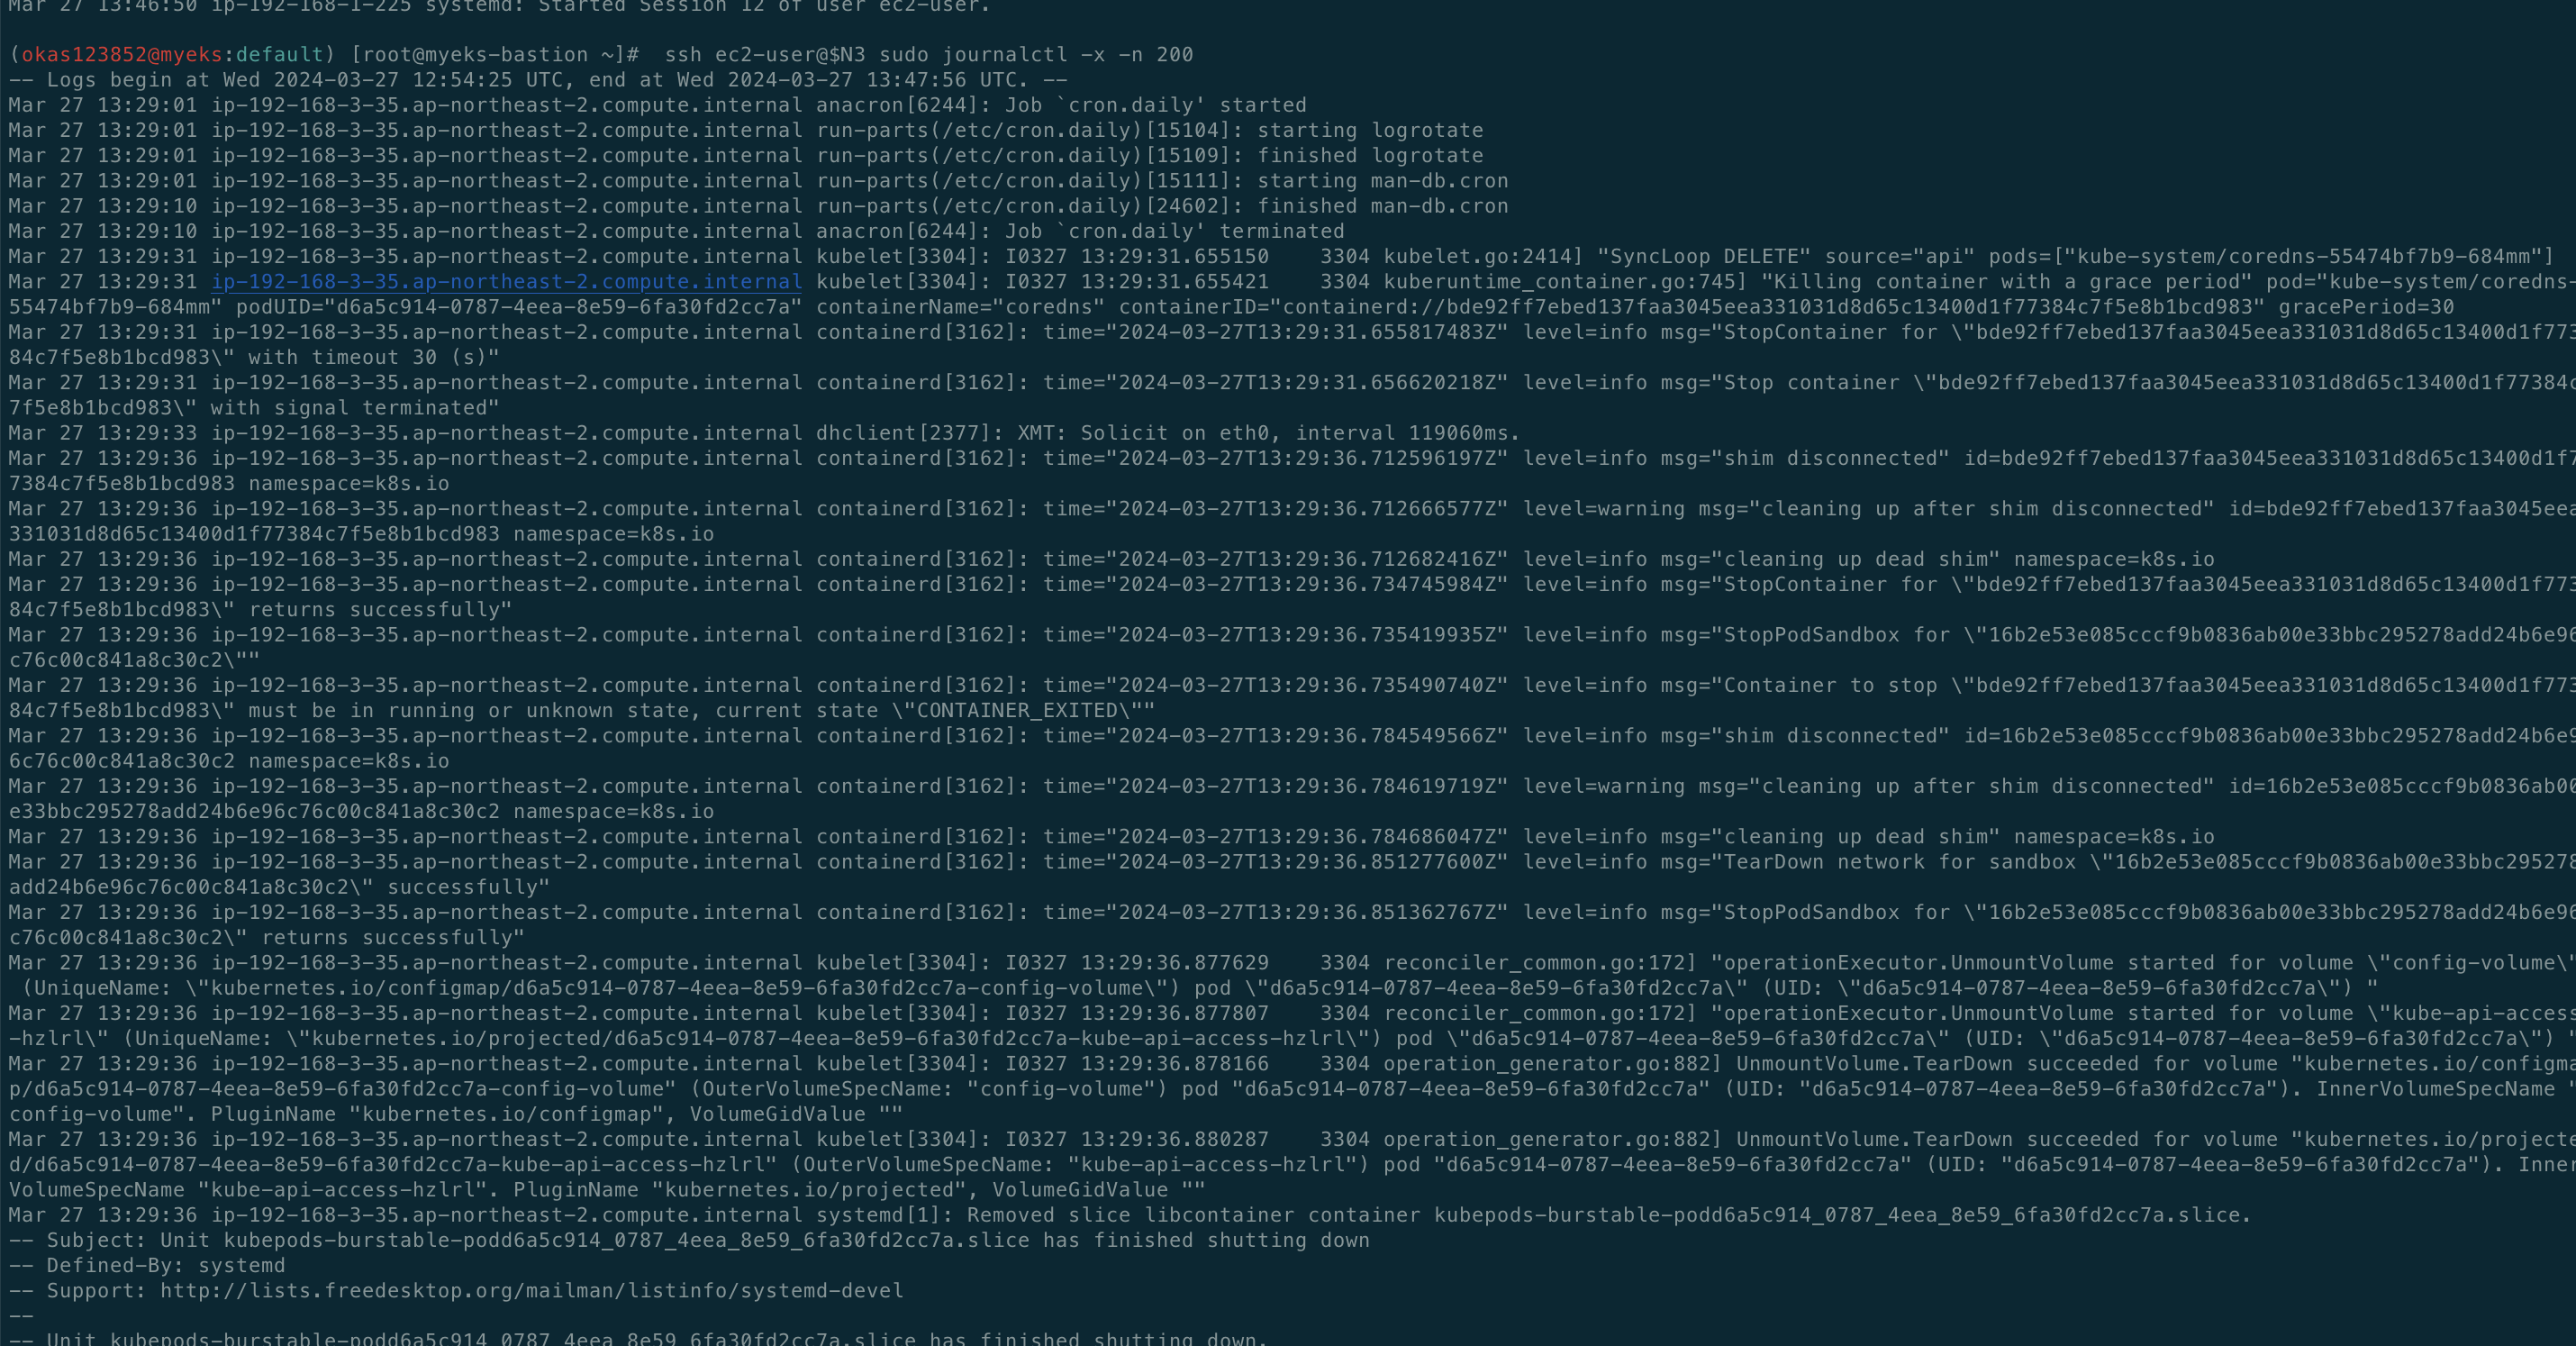 Mar 27 13:46:50 ip-192-168-1-225 systemd: Started Session 12 of user ec2-user.
(okas123852@myeks:default) [root@myeks-bastion ~]#  ssh ec2-user@$N3 sudo journalctl -x -n 200
-- Logs begin at Wed 2024-03-27 12:54:25 UTC, end at Wed 2024-03-27 13:47:56 UTC. --
Mar 27 13:29:01 ip-192-168-3-35.ap-northeast-2.compute.internal anacron[6244]: Job `cron.daily' started
Mar 27 13:29:01 ip-192-168-3-35.ap-northeast-2.compute.internal run-parts(/etc/cron.daily)[15104]: starting logrotate
Mar 27 13:29:01 ip-192-168-3-35.ap-northeast-2.compute.internal run-parts(/etc/cron.daily)[15109]: finished logrotate
Mar 27 13:29:01 ip-192-168-3-35.ap-northeast-2.compute.internal run-parts(/etc/cron.daily)[15111]: starting man-db.cron
Mar 27 13:29:10 ip-192-168-3-35.ap-northeast-2.compute.internal run-parts(/etc/cron.daily)[24602]: finished man-db.cron
Mar 27 13:29:10 ip-192-168-3-35.ap-northeast-2.compute.internal anacron[6244]: Job `cron.daily' terminated
Mar 27 13:29:31 ip-192-168-3-35.ap-northeast-2.compute.internal kubelet[3304]: I0327 13:29:31.655150    3304 kubelet.go:2414] "SyncLoop DELETE" source="api" pods=["kube-system/coredns-55474bf7b9-684mm"]
Mar 27 13:29:31 ip-192-168-3-35.ap-northeast-2.compute.internal kubelet[3304]: I0327 13:29:31.655421    3304 kuberuntime_container.go:745] "Killing container with a grace period" pod="kube-system/coredns-
55474bf7b9-684mm" podUID="d6a5c914-0787-4eea-8e59-6fa30fd2cc7a" containerName="coredns" containerID="containerd://bde92ff7ebed137faa3045eea331031d8d65c13400d1f77384c7f5e8b1bcd983" gracePeriod=30
Mar 27 13:29:31 ip-192-168-3-35.ap-northeast-2.compute.internal containerd[3162]: time="2024-03-27T13:29:31.655817483Z" level=info msg="StopContainer for \"bde92ff7ebed137faa3045eea331031d8d65c13400d1f773
84c7f5e8b1bcd983\" with timeout 30 (s)"
Mar 27 13:29:31 ip-192-168-3-35.ap-northeast-2.compute.internal containerd[3162]: time="2024-03-27T13:29:31.656620218Z" level=info msg="Stop container \"bde92ff7ebed137faa3045eea331031d8d65c13400d1f77384c
7f5e8b1bcd983\" with signal terminated"
Mar 27 13:29:33 ip-192-168-3-35.ap-northeast-2.compute.internal dhclient[2377]: XMT: Solicit on eth0, interval 119060ms.
Mar 27 13:29:36 ip-192-168-3-35.ap-northeast-2.compute.internal containerd[3162]: time="2024-03-27T13:29:36.712596197Z" level=info msg="shim disconnected" id=bde92ff7ebed137faa3045eea331031d8d65c13400d1f7
7384c7f5e8b1bcd983 namespace=k8s.io
Mar 27 13:29:36 ip-192-168-3-35.ap-northeast-2.compute.internal containerd[3162]: time="2024-03-27T13:29:36.712666577Z" level=warning msg="cleaning up after shim disconnected" id=bde92ff7ebed137faa3045eea
331031d8d65c13400d1f77384c7f5e8b1bcd983 namespace=k8s.io
Mar 27 13:29:36 ip-192-168-3-35.ap-northeast-2.compute.internal containerd[3162]: time="2024-03-27T13:29:36.712682416Z" level=info msg="cleaning up dead shim" namespace=k8s.io
Mar 27 13:29:36 ip-192-168-3-35.ap-northeast-2.compute.internal containerd[3162]: time="2024-03-27T13:29:36.734745984Z" level=info msg="StopContainer for \"bde92ff7ebed137faa3045eea331031d8d65c13400d1f773
84c7f5e8b1bcd983\" returns successfully"
Mar 27 13:29:36 ip-192-168-3-35.ap-northeast-2.compute.internal containerd[3162]: time="2024-03-27T13:29:36.735419935Z" level=info msg="StopPodSandbox for \"16b2e53e085cccf9b0836ab00e33bbc295278add24b6e96
c76c00c841a8c30c2\""
Mar 27 13:29:36 ip-192-168-3-35.ap-northeast-2.compute.internal containerd[3162]: time="2024-03-27T13:29:36.735490740Z" level=info msg="Container to stop \"bde92ff7ebed137faa3045eea331031d8d65c13400d1f773
84c7f5e8b1bcd983\" must be in running or unknown state, current state \"CONTAINER_EXITED\""
Mar 27 13:29:36 ip-192-168-3-35.ap-northeast-2.compute.internal containerd[3162]: time="2024-03-27T13:29:36.784549566Z" level=info msg="shim disconnected" id=16b2e53e085cccf9b0836ab00e33bbc295278add24b6e9
6c76c00c841a8c30c2 namespace=k8s.io
Mar 27 13:29:36 ip-192-168-3-35.ap-northeast-2.compute.internal containerd[3162]: time="2024-03-27T13:29:36.784619719Z" level=warning msg="cleaning up after shim disconnected" id=16b2e53e085cccf9b0836ab00
e33bbc295278add24b6e96c76c00c841a8c30c2 namespace=k8s.io
Mar 27 13:29:36 ip-192-168-3-35.ap-northeast-2.compute.internal containerd[3162]: time="2024-03-27T13:29:36.784686047Z" level=info msg="cleaning up dead shim" namespace=k8s.io
Mar 27 13:29:36 ip-192-168-3-35.ap-northeast-2.compute.internal containerd[3162]: time="2024-03-27T13:29:36.851277600Z" level=info msg="TearDown network for sandbox \"16b2e53e085cccf9b0836ab00e33bbc295278
add24b6e96c76c00c841a8c30c2\" successfully"
Mar 27 13:29:36 ip-192-168-3-35.ap-northeast-2.compute.internal containerd[3162]: time="2024-03-27T13:29:36.851362767Z" level=info msg="StopPodSandbox for \"16b2e53e085cccf9b0836ab00e33bbc295278add24b6e96
c76c00c841a8c30c2\" returns successfully"
Mar 27 13:29:36 ip-192-168-3-35.ap-northeast-2.compute.internal kubelet[3304]: I0327 13:29:36.877629    3304 reconciler_common.go:172] "operationExecutor.UnmountVolume started for volume \"config-volume\"
 (UniqueName: \"kubernetes.io/configmap/d6a5c914-0787-4eea-8e59-6fa30fd2cc7a-config-volume\") pod \"d6a5c914-0787-4eea-8e59-6fa30fd2cc7a\" (UID: \"d6a5c914-0787-4eea-8e59-6fa30fd2cc7a\") "
Mar 27 13:29:36 ip-192-168-3-35.ap-northeast-2.compute.internal kubelet[3304]: I0327 13:29:36.877807    3304 reconciler_common.go:172] "operationExecutor.UnmountVolume started for volume \"kube-api-access
-hzlrl\" (UniqueName: \"kubernetes.io/projected/d6a5c914-0787-4eea-8e59-6fa30fd2cc7a-kube-api-access-hzlrl\") pod \"d6a5c914-0787-4eea-8e59-6fa30fd2cc7a\" (UID: \"d6a5c914-0787-4eea-8e59-6fa30fd2cc7a\") "
Mar 27 13:29:36 ip-192-168-3-35.ap-northeast-2.compute.internal kubelet[3304]: I0327 13:29:36.878166    3304 operation_generator.go:882] UnmountVolume.TearDown succeeded for volume "kubernetes.io/configma
p/d6a5c914-0787-4eea-8e59-6fa30fd2cc7a-config-volume" (OuterVolumeSpecName: "config-volume") pod "d6a5c914-0787-4eea-8e59-6fa30fd2cc7a" (UID: "d6a5c914-0787-4eea-8e59-6fa30fd2cc7a"). InnerVolumeSpecName
config-volume". PluginName "kubernetes.io/configmap", VolumeGidValue ""
Mar 27 13:29:36 ip-192-168-3-35.ap-northeast-2.compute.internal kubelet[3304]: I0327 13:29:36.880287    3304 operation_generator.go:882] UnmountVolume.TearDown succeeded for volume "kubernetes.io/projecte
d/d6a5c914-0787-4eea-8e59-6fa30fd2cc7a-kube-api-access-hzlrl" (OuterVolumeSpecName: "kube-api-access-hzlrl") pod "d6a5c914-0787-4eea-8e59-6fa30fd2cc7a" (UID: "d6a5c914-0787-4eea-8e59-6fa30fd2cc7a"). Inner
VolumeSpecName "kube-api-access-hzlrl". PluginName "kubernetes.io/projected", VolumeGidValue ""
Mar 27 13:29:36 ip-192-168-3-35.ap-northeast-2.compute.internal systemd[1]: Removed slice libcontainer container kubepods-burstable-podd6a5c914_0787_4eea_8e59_6fa30fd2cc7a.slice.
-- Subject: Unit kubepods-burstable-podd6a5c914_0787_4eea_8e59_6fa30fd2cc7a.slice has finished shutting down
-- Defined-By: systemd
-- Support: http://lists.freedesktop.org/mailman/listinfo/systemd-devel
--
-- Unit kubepods-burstable-podd6a5c914_0787_4eea_8e59_6fa30fd2cc7a.slice has finished shutting down.